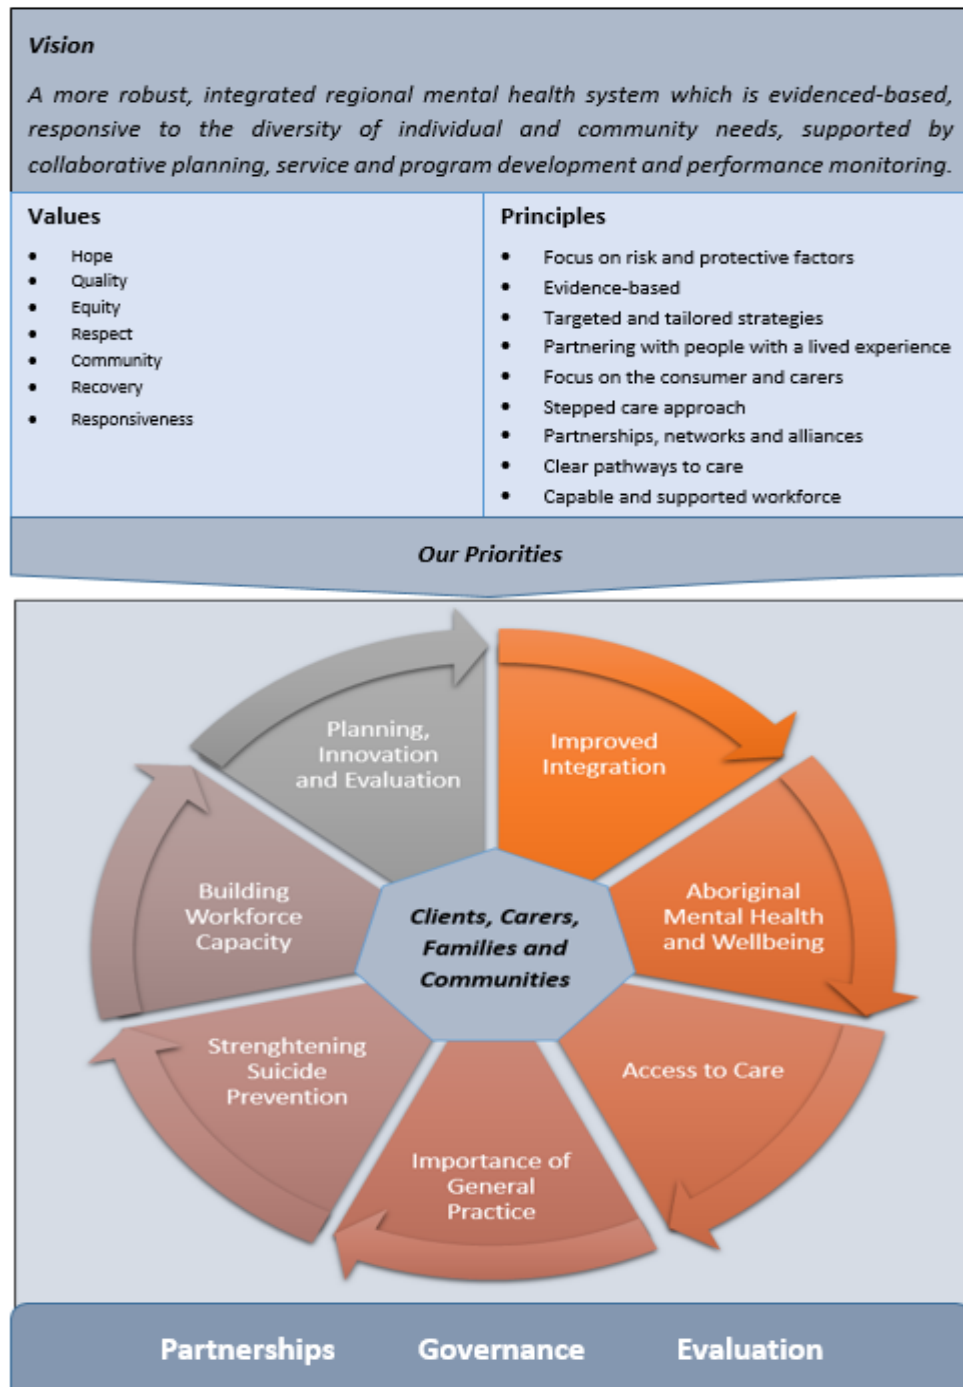 Vision
A more robust, integrated regional mental health system which is evidenced-based,
responsive to the diversity of individual and community needs, supported by
collaborative planning, service and program development and performance monitoring.
Values
• Hope
• Quality
• Equity
• Respect
• Community
• Recovery
• Responsiveness
Principles
• Focus on risk and protective factors
• Evidence-based
• Targeted and tailored strategies
• Partnering with people with a lived experience
• Focus on the consumer and carers
• Stepped care approach
• Partnerships, networks and alliances
• Clear pathways to care
• Capable and supported workforce
Our Priorities
Improved
Integration
Aboriginal
Mental Health
and Wellbeing
Access to Care
Importance of
General
Practice
Strenghtening
Suicide
Prevention
Building
Workforce
Capacity
Planning,
Innovation
and Evaluation
Clients, Carers,
Families and
Communities
Partnerships Governance Evaluation